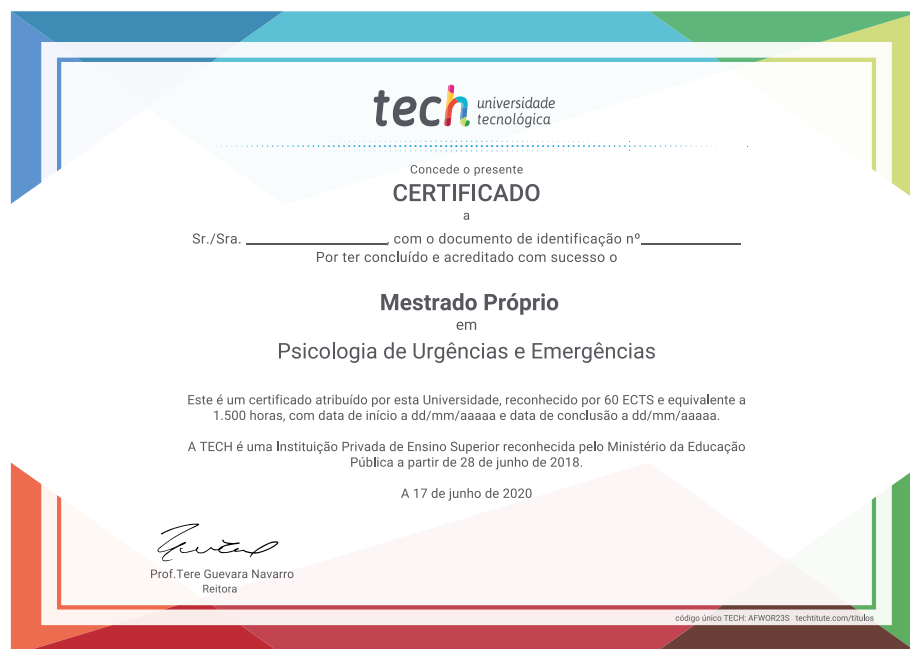 tech universidade
tecnológica
Concede o presente
CERTIFICADO
a
Sr./Sra. ____________________, com o documento de identificação nº______________
Por ter concluído e acreditado com sucesso o
Mestrado Próprio
em
Psicologia de Urgências e Emergências
Este é um certificado atribuído por esta Universidade, reconhecido por 60 ECTS e equivalente a
1.500 horas, com data de início a dd/mm/aaaaa e data de conclusão a dd/mm/aaaaa.
A TECH é uma Instituição Privada de Ensino Superior reconhecida pelo Ministério da Educação
Pública a partir de 28 de junho de 2018.
A 17 de junho de 2020
Prof.Tere Guevara Navarro
Reitora
código único TECH: AFWOR23S techtitute.com/titulos